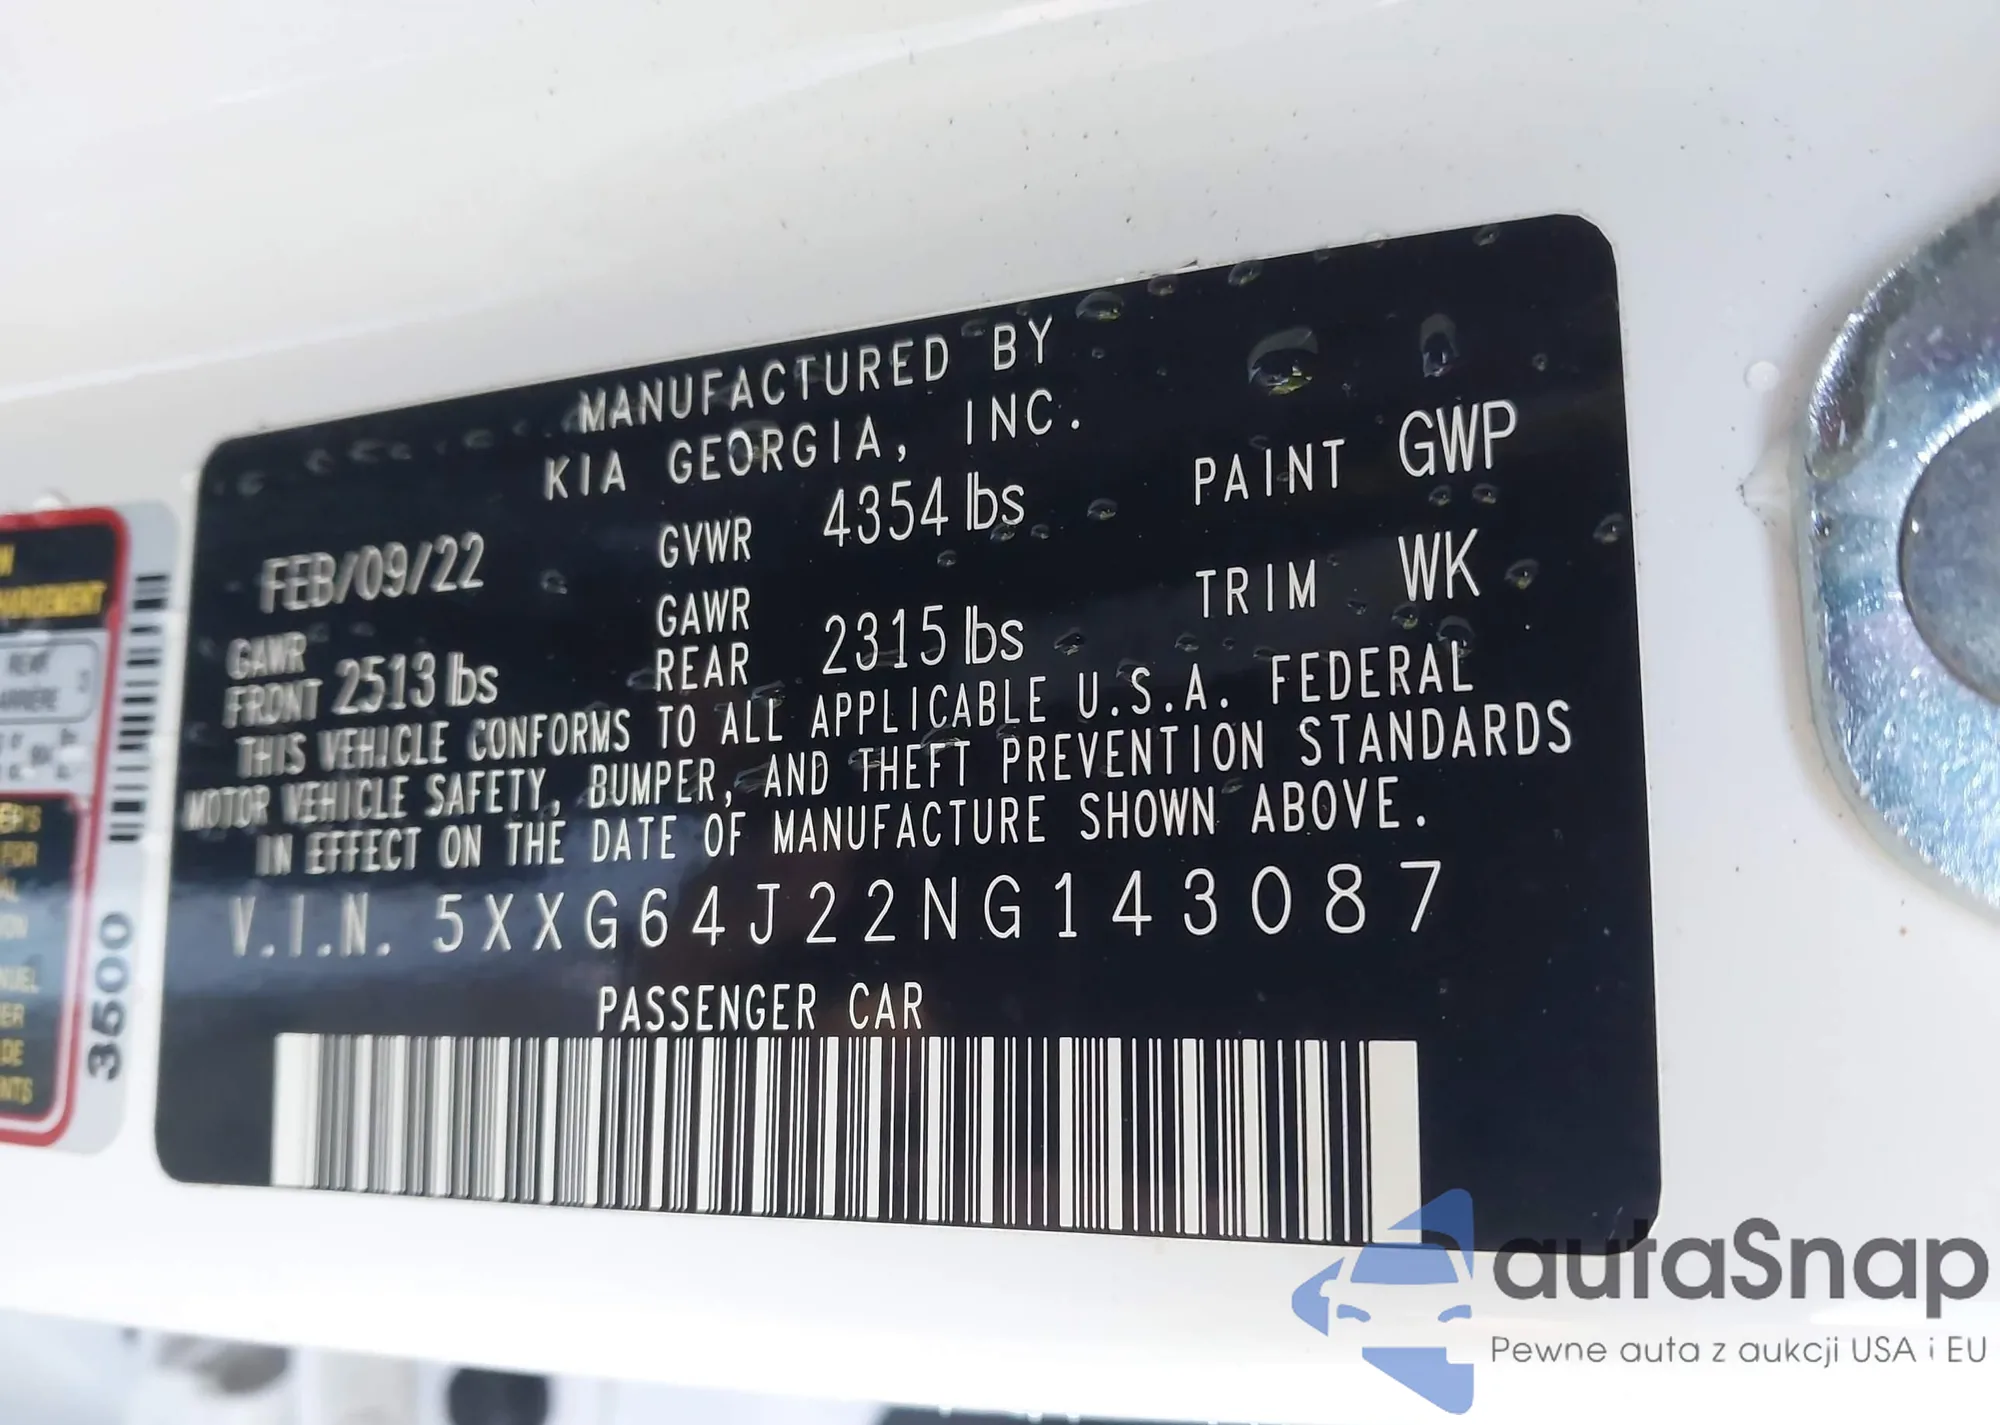 MANUFACTURED BY
KIA GEORGIA, INC.
FEB/09/22 GVWR 4354 lbs PAINT GWP
GAWR FRONT 2513 lbs GAWR REAR 2315 lbs TRIM WK
THIS VEHICLE CONFORMS TO ALL APPLICABLE U.S.A. FEDERAL
MOTOR VEHICLE SAFETY, BUMPER, AND THEFT PREVENTION STANDARDS
IN EFFECT ON THE DATE OF MANUFACTURE SHOWN ABOVE.
V.I.N. 5XXG64J22NG143087
PASSENGER CAR
3500
autaSnap
Pewne auta z aukcji USA i EU